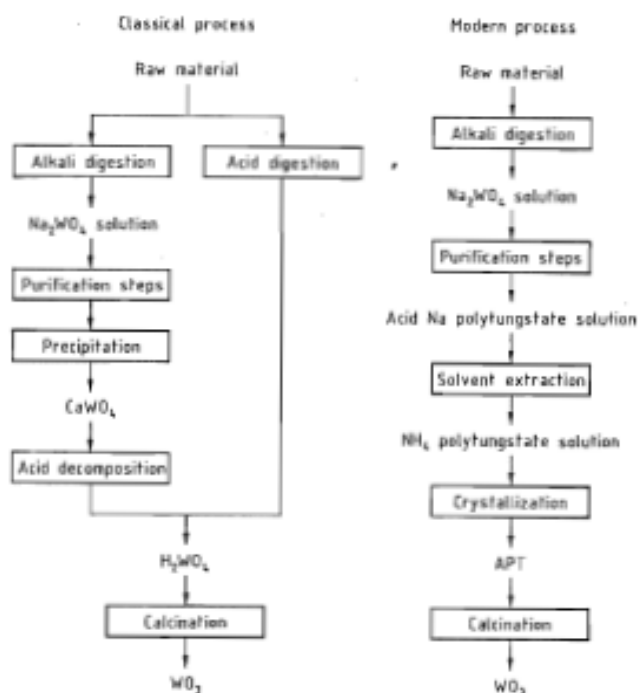 Classical process
Raw material
Alkali digestion
Acid digestion
Na₂WO₄ solution
Purification steps
Precipitation
CaWO₄
Acid decomposition
H₂WO₄
Calcination
WO₃
Modern process
Raw material
Alkali digestion
Na₂WO₄ solution
Purification steps
Acid Na polytungstate solution
Solvent extraction
NH₄ polytungstate solution
Crystallization
APT
Calcination
WO₃